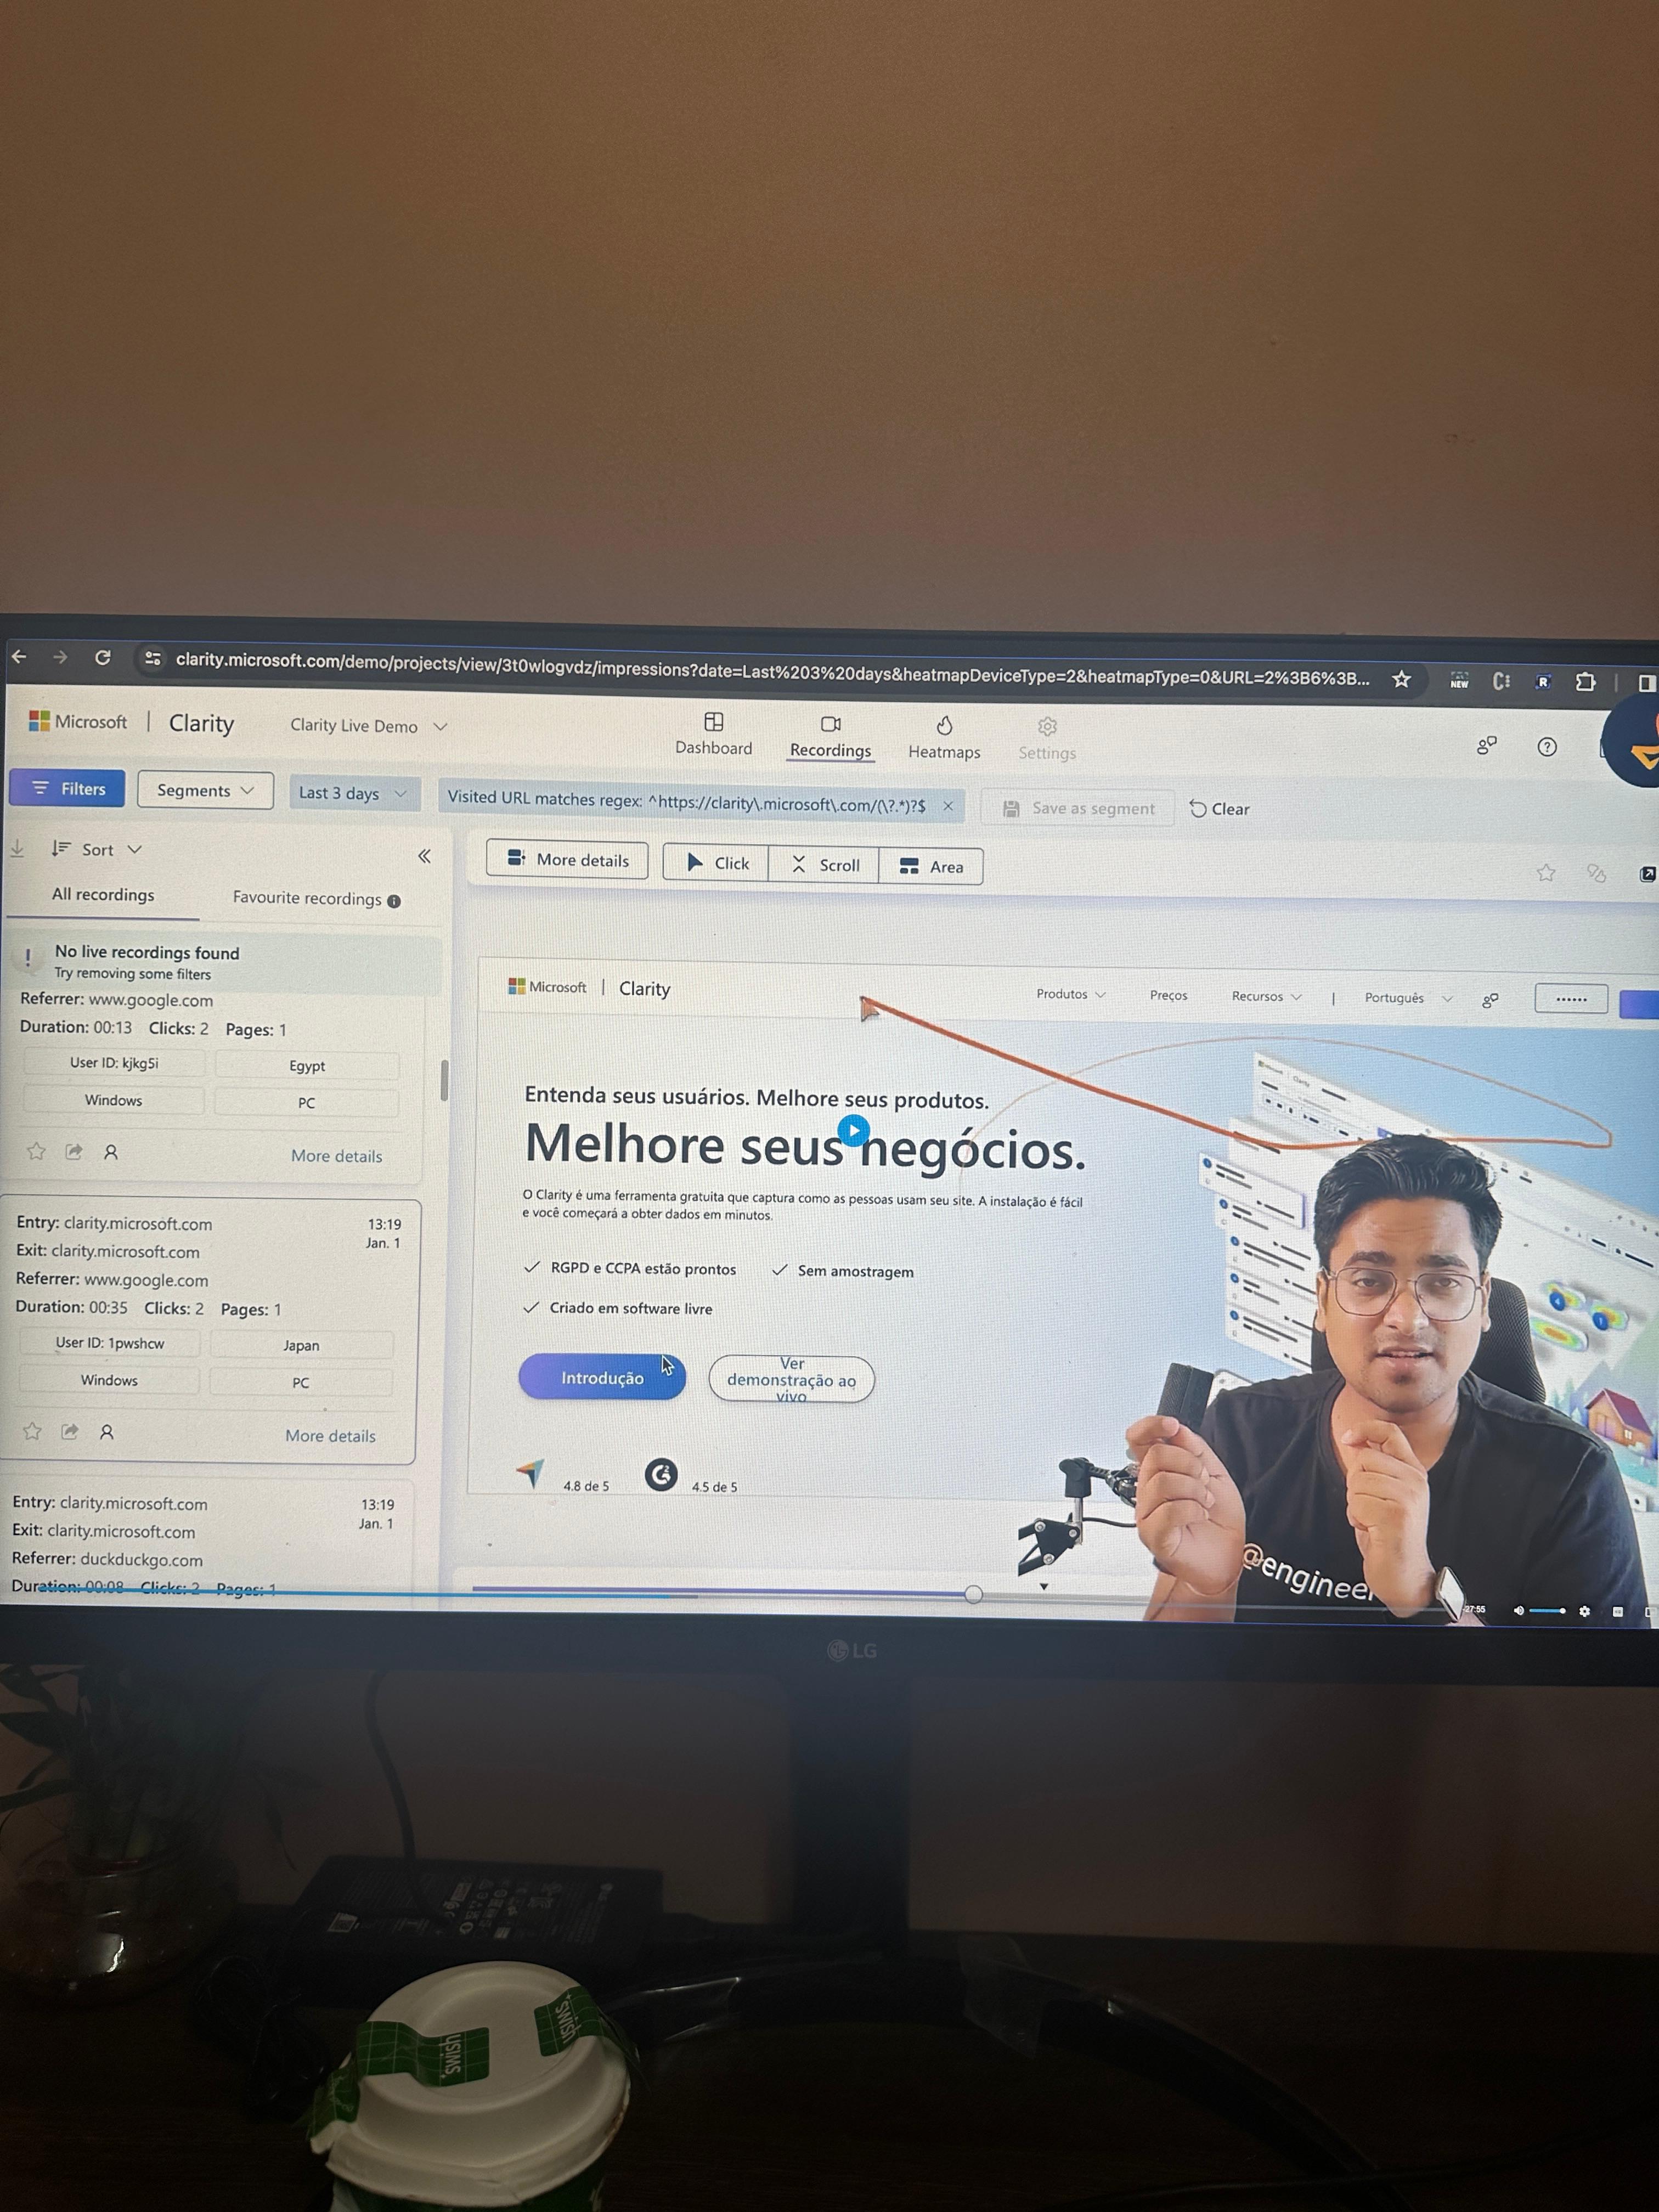 clarity.microsoft.com/demo/projects/view/3t0wlogvdz/impressions?date=Last%203%20days&heatmapDeviceType=2&heatmapType=0&URL=2%3B6%3B...
NEW
R
Microsoft | Clarity
Clarity Live Demo
Dashboard
Recordings
Heatmaps
Settings
Filters
Segments
Last 3 days
Visited URL matches regex: ^https://clarity\.microsoft\.com/(\?.*)?$
Save as segment
Clear
Sort
All recordings
Favourite recordings
More details
Click
Scroll
Area
No live recordings found
Try removing some filters
Referrer: www.google.com
Duration: 00:13 Clicks: 2 Pages: 1
User ID: kjkg5i
Egypt
Windows
PC
More details
Entry: clarity.microsoft.com
13:19
Exit: clarity.microsoft.com
Jan. 1
Referrer: www.google.com
Duration: 00:35 Clicks: 2 Pages: 1
User ID: 1pwshcw
Japan
Windows
PC
More details
Entry: clarity.microsoft.com
13:19
Exit: clarity.microsoft.com
Jan. 1
Referrer: duckduckgo.com
Duration: 00:08 Clicks: 2 Pages: 1
Microsoft | Clarity
Produtos
Preços
Recursos
|
Português
Entenda seus usuários. Melhore seus produtos.
Melhore seus negócios.
O Clarity é uma ferramenta gratuita que captura como as pessoas usam seu site. A instalação é fácil
e você começará a obter dados em minutos.
RGPD e CCPA estão prontos
Sem amostragem
Criado em software livre
Introdução
Ver
demonstração ao
vivo
4.8 de 5
4.5 de 5
@engineer
-27:55
LG
swish
swish